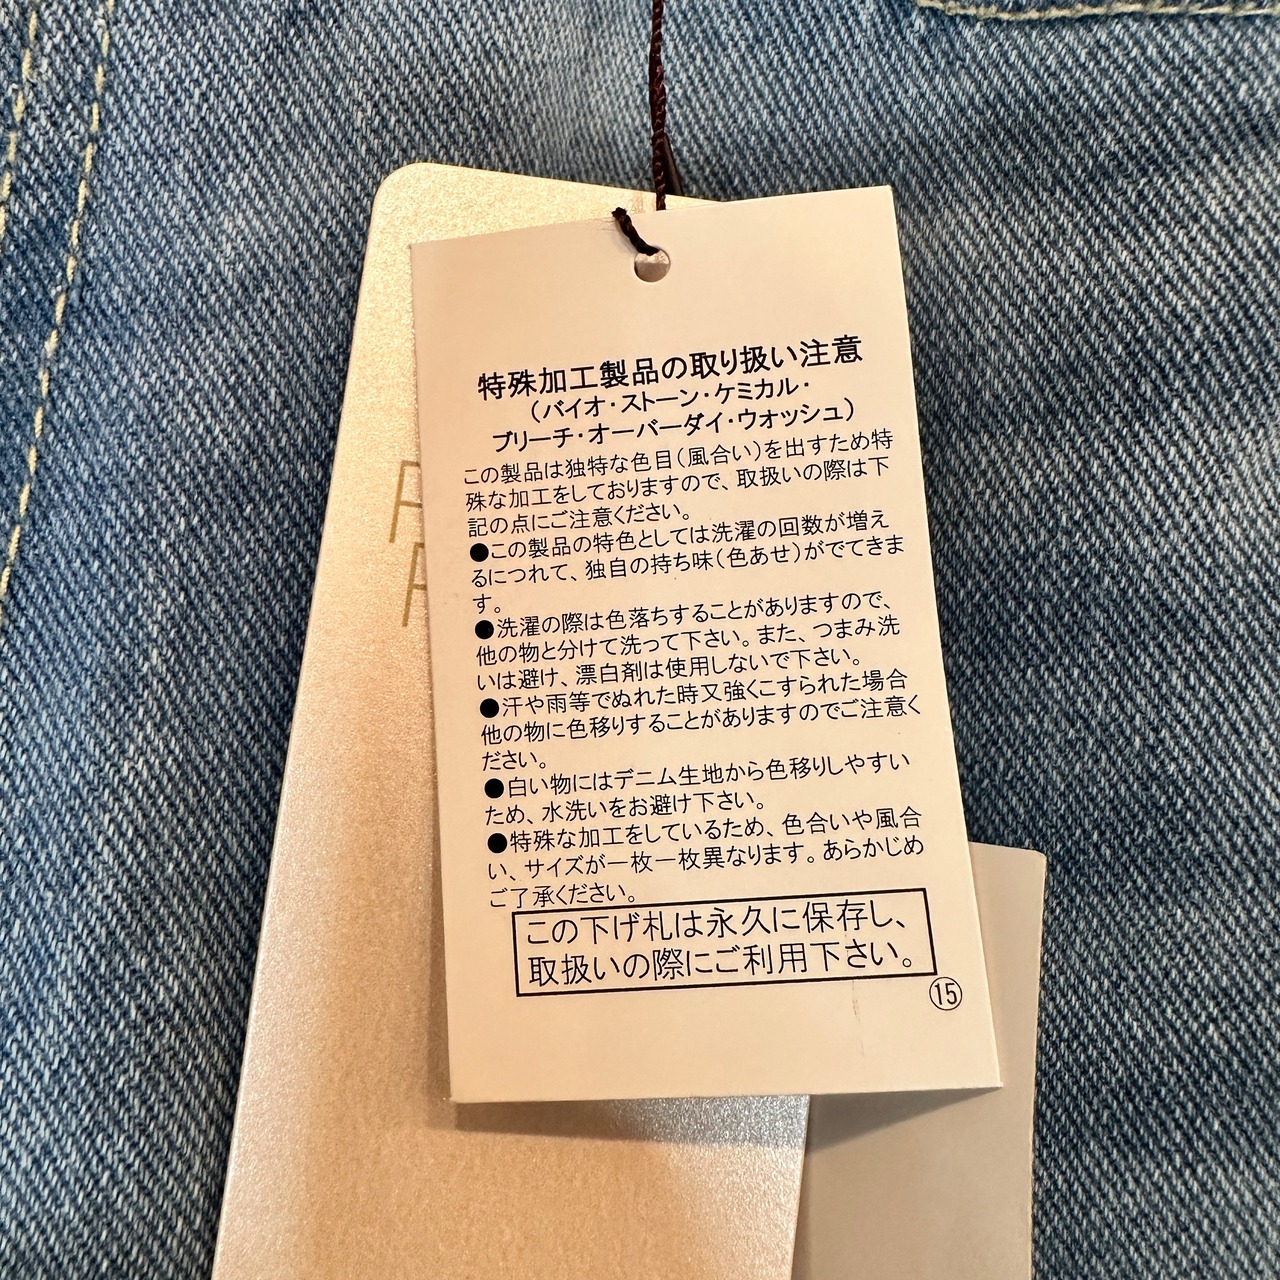 特殊加工製品の取り扱い注意
（バイオ・ストーン・ケミカル・
ブリーチ・オーバーダイ・ウォッシュ）
この製品は独特な色目（風合い）を出すため特
殊な加工をしておりますので、取扱いの際は下
記の点にご注意ください。
●この製品の特色としては洗濯の回数が増え
るにつれて、独自の持ち味（色あせ）がでてきま
す。
●洗濯の際は色落ちすることがありますので、
他の物と分けて洗って下さい。また、つまみ洗
いは避け、漂白剤は使用しないで下さい。
●汗や雨等でぬれた時又強くこすられた場合
他の物に色移りすることがありますのでご注意く
ださい。
●白い物にはデニム生地から色移りしやすい
ため、水洗いをお避け下さい。
●特殊な加工をしているため、色合いや風合
い、サイズが一枚一枚異なります。あらかじめ
ご了承ください。
この下げ札は永久に保存し、
取扱いの際にご利用下さい。
⑮